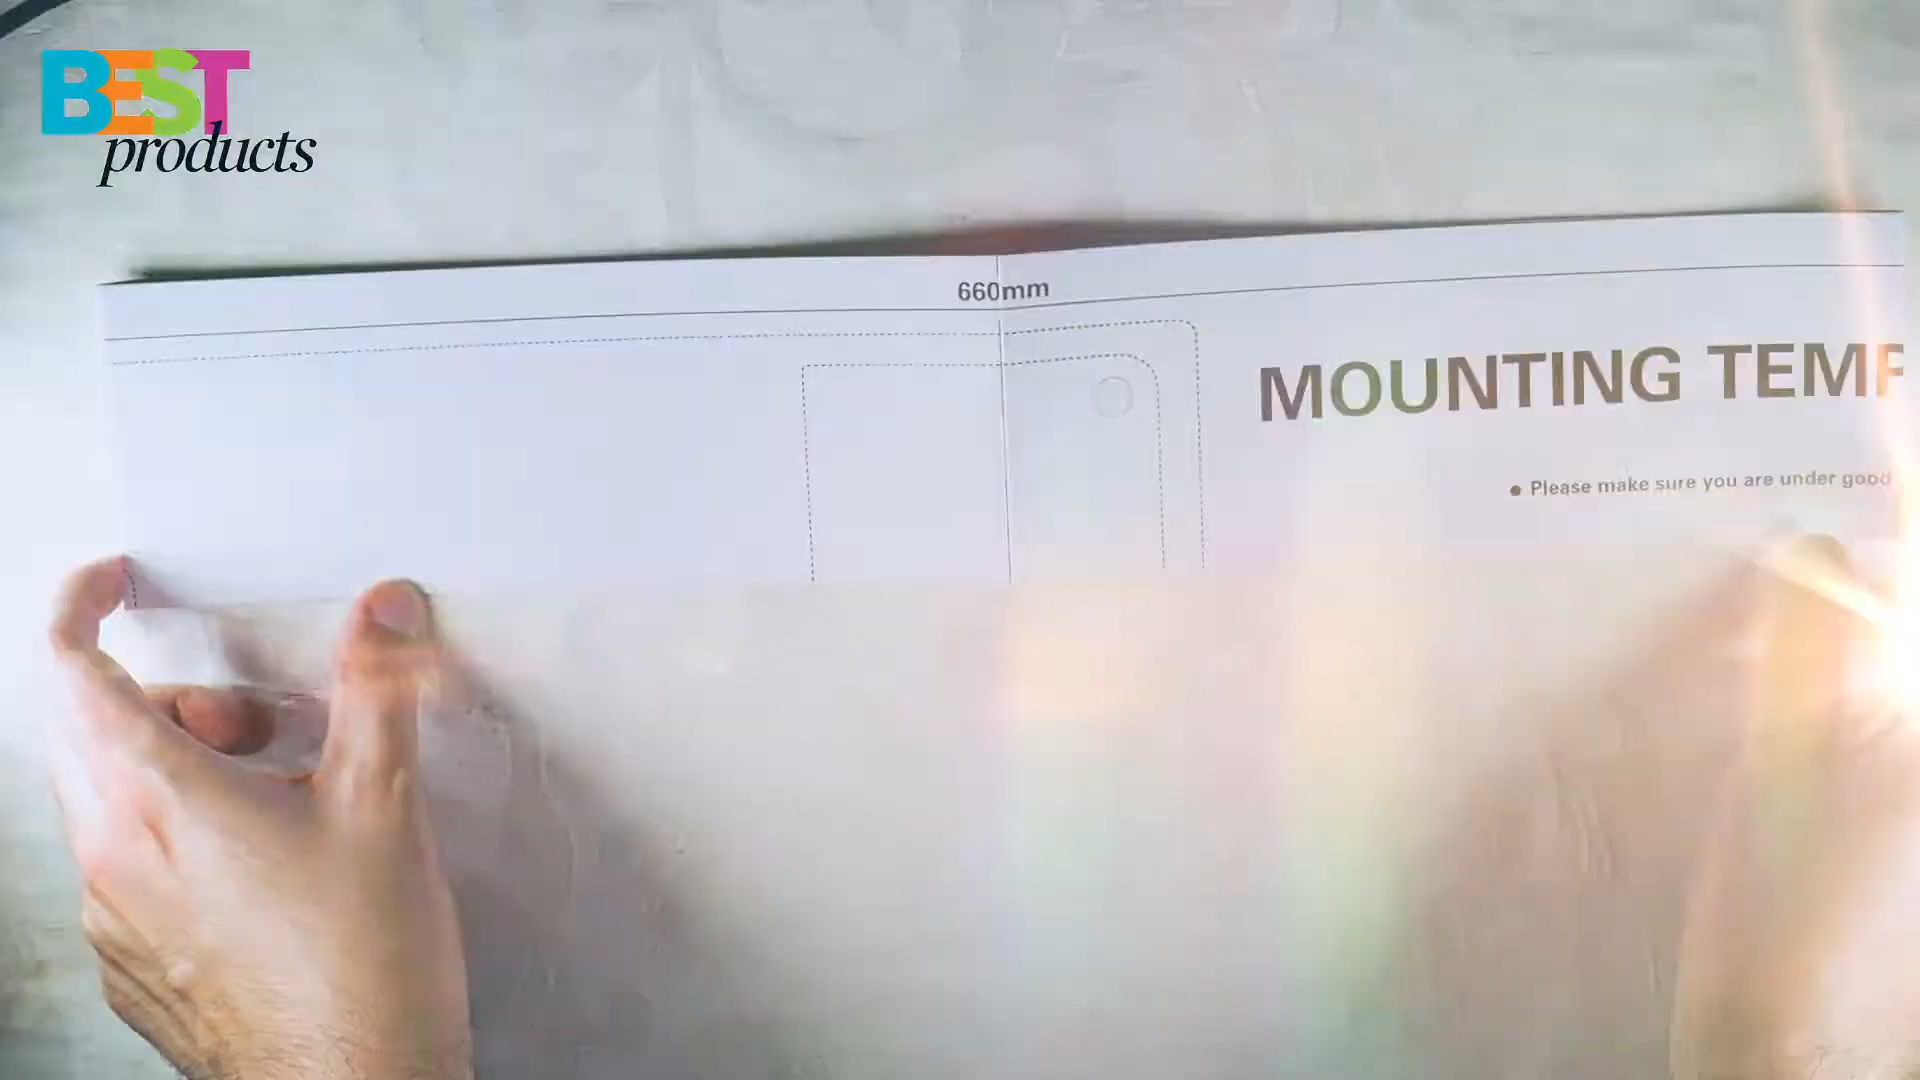 BEST
products
660mm
MOUNTING TEMP
● Please make sure you are under good